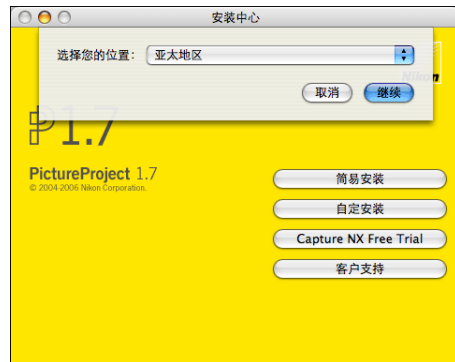 安装中心
选择您的位置： 亚太地区
取消 继续
Nikon
P1.7
PictureProject 1.7
© 2004-2006 Nikon Corporation.
简易安装
自定安装
Capture NX Free Trial
客户支持